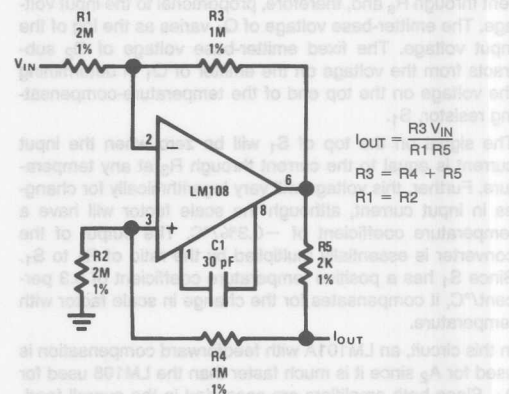 R1
2M
1%
R3
1M
1%
VIN
2
LM108
6
8
3
+
C1
30 pF
R2
2M
1%
R5
2K
1%
R4
1M
1%
IOUT
IOUT = R3 VIN
R1 R5
R3 = R4 + R5
R1 = R2